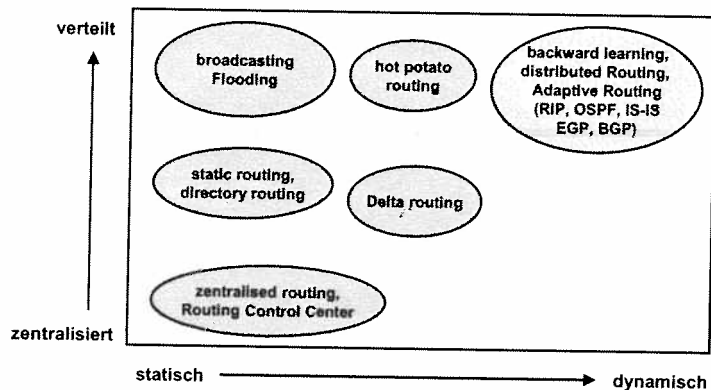 verteilt
broadcasting
Flooding
hot potato
routing
backward learning,
distributed Routing,
Adaptive Routing
(RIP, OSPF, IS-IS
EGP, BGP)
static routing,
directory routing
Delta routing
zentralised routing,
Routing Control Center
zentralisiert
statisch
dynamisch